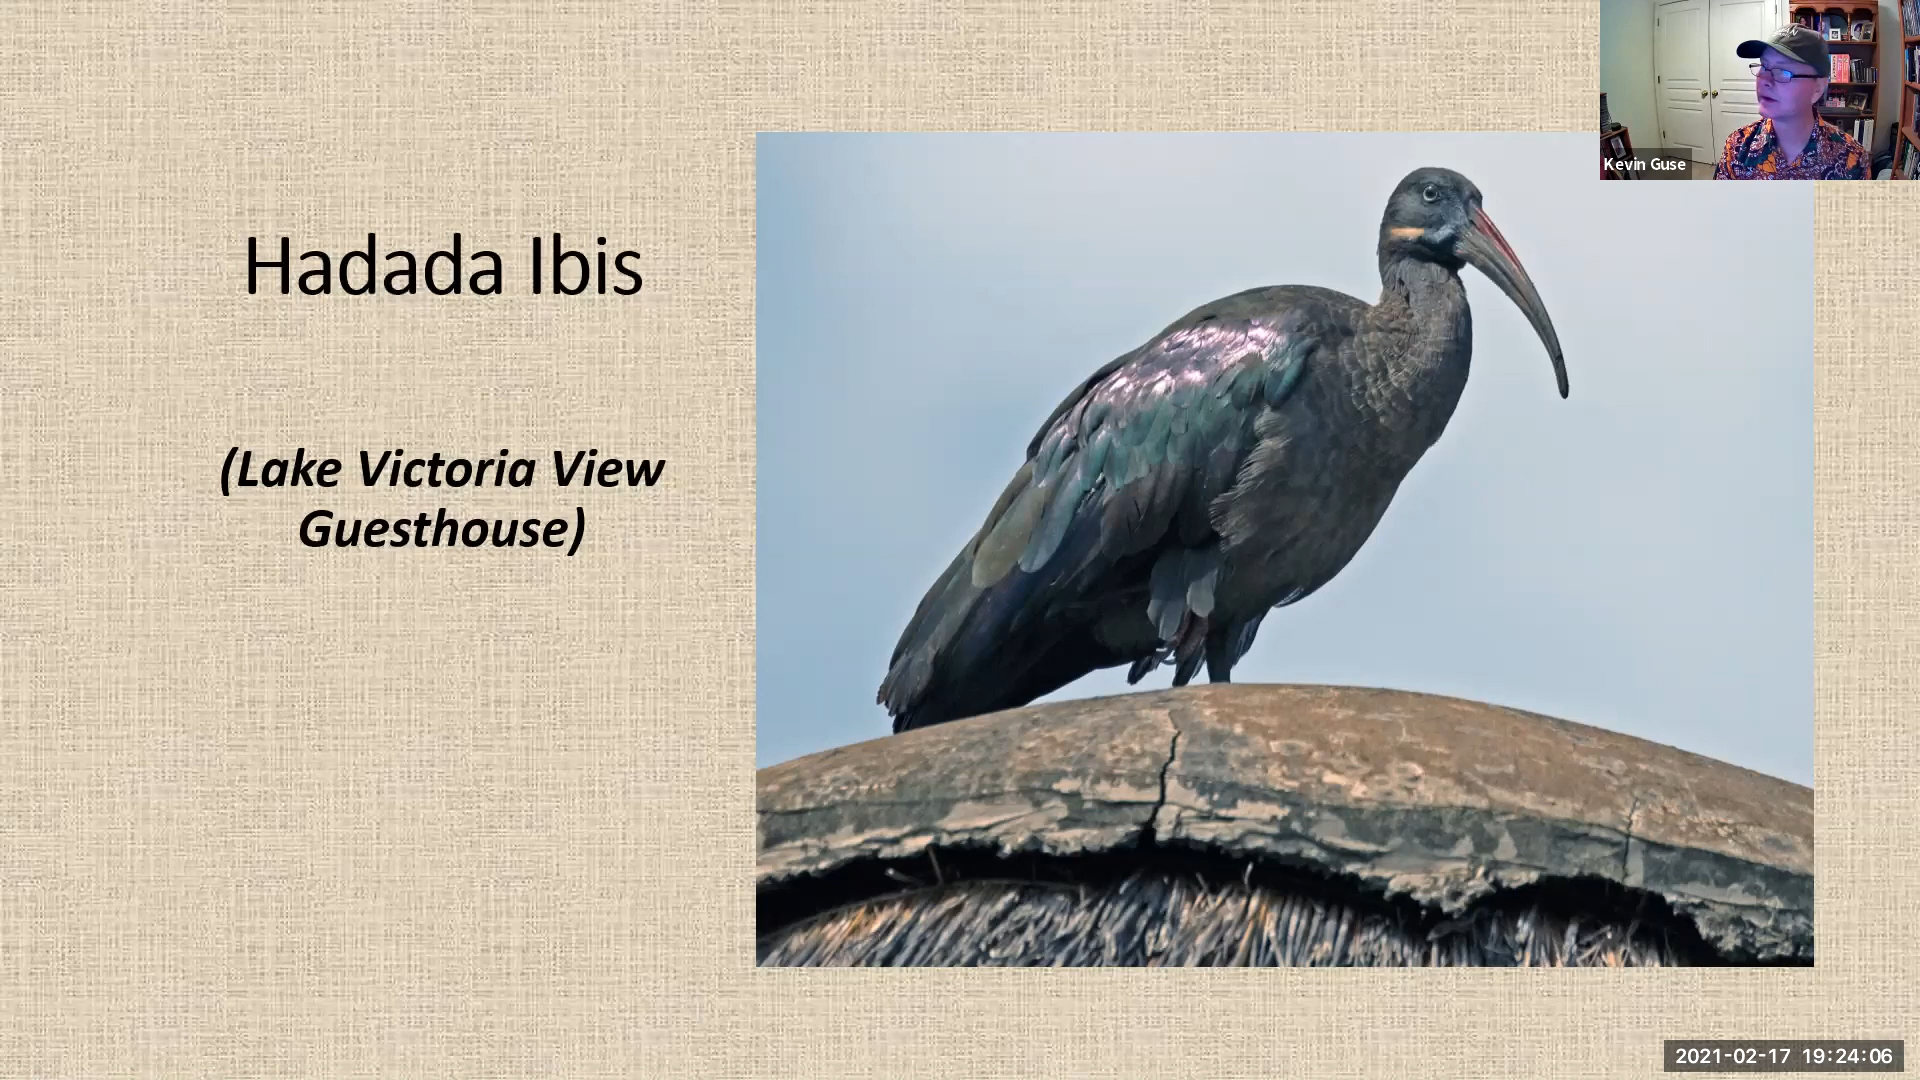 Kevin Guse
Hadada Ibis
(Lake Victoria View
Guesthouse)
2021-02-17 19:24:06